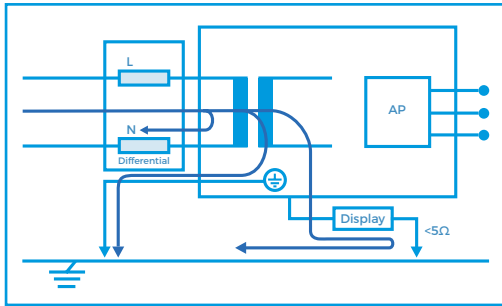 L
N
Differential
AP
Display
<5Ω